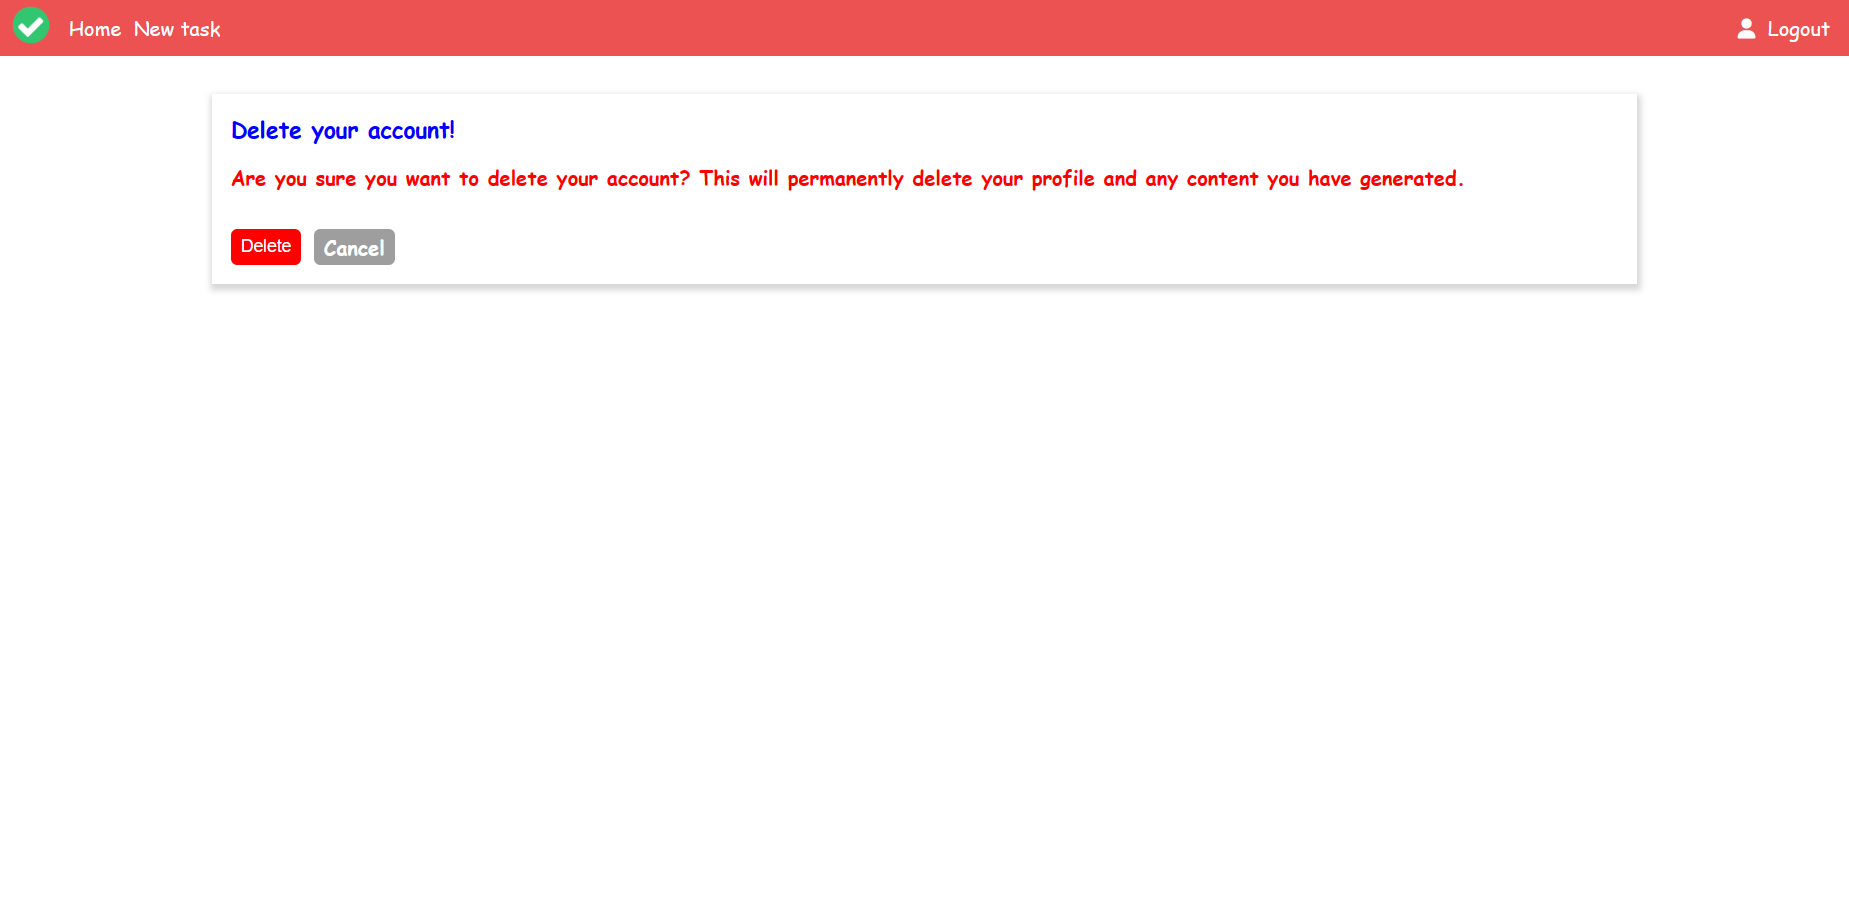 Home New task Logout
Delete your account!
Are you sure you want to delete your account? This will permanently delete your profile and any content you have generated.
Delete Cancel